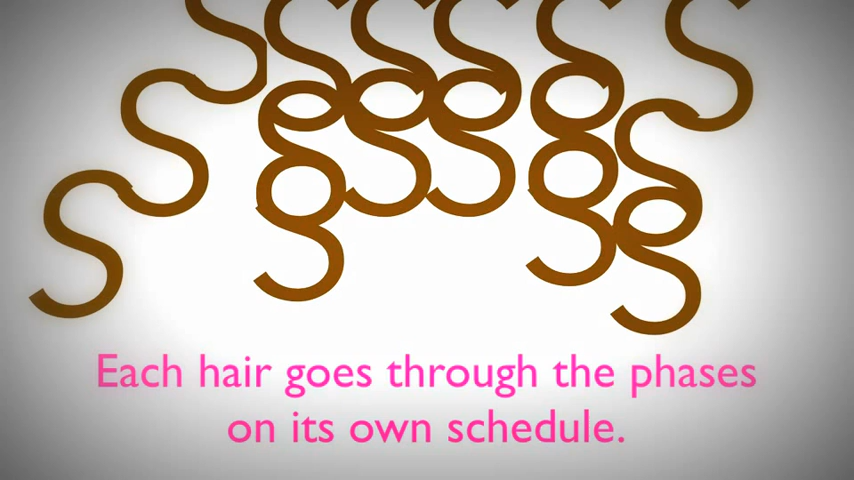 Each hair goes through the phases
on its own schedule.